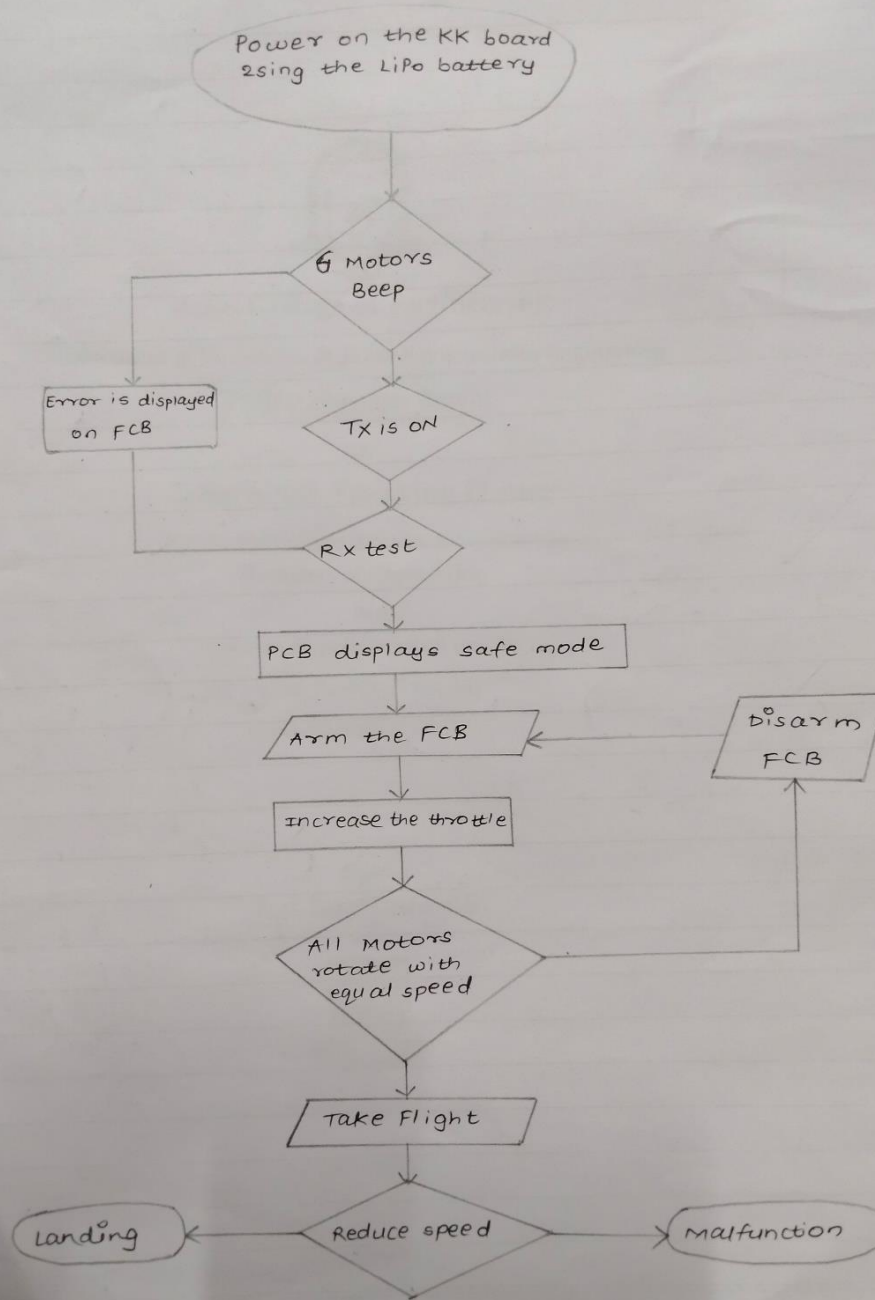 Power on the KK board
2sing the LiPo battery
6 Motors
Beep
Error is displayed
on FCB
Tx is ON
Rx test
PCB displays safe mode
Arm the FCB
Disarm
FCB
Increase the throttle
All Motors
rotate with
equal speed
Take Flight
Landing
Reduce speed
Malfunction